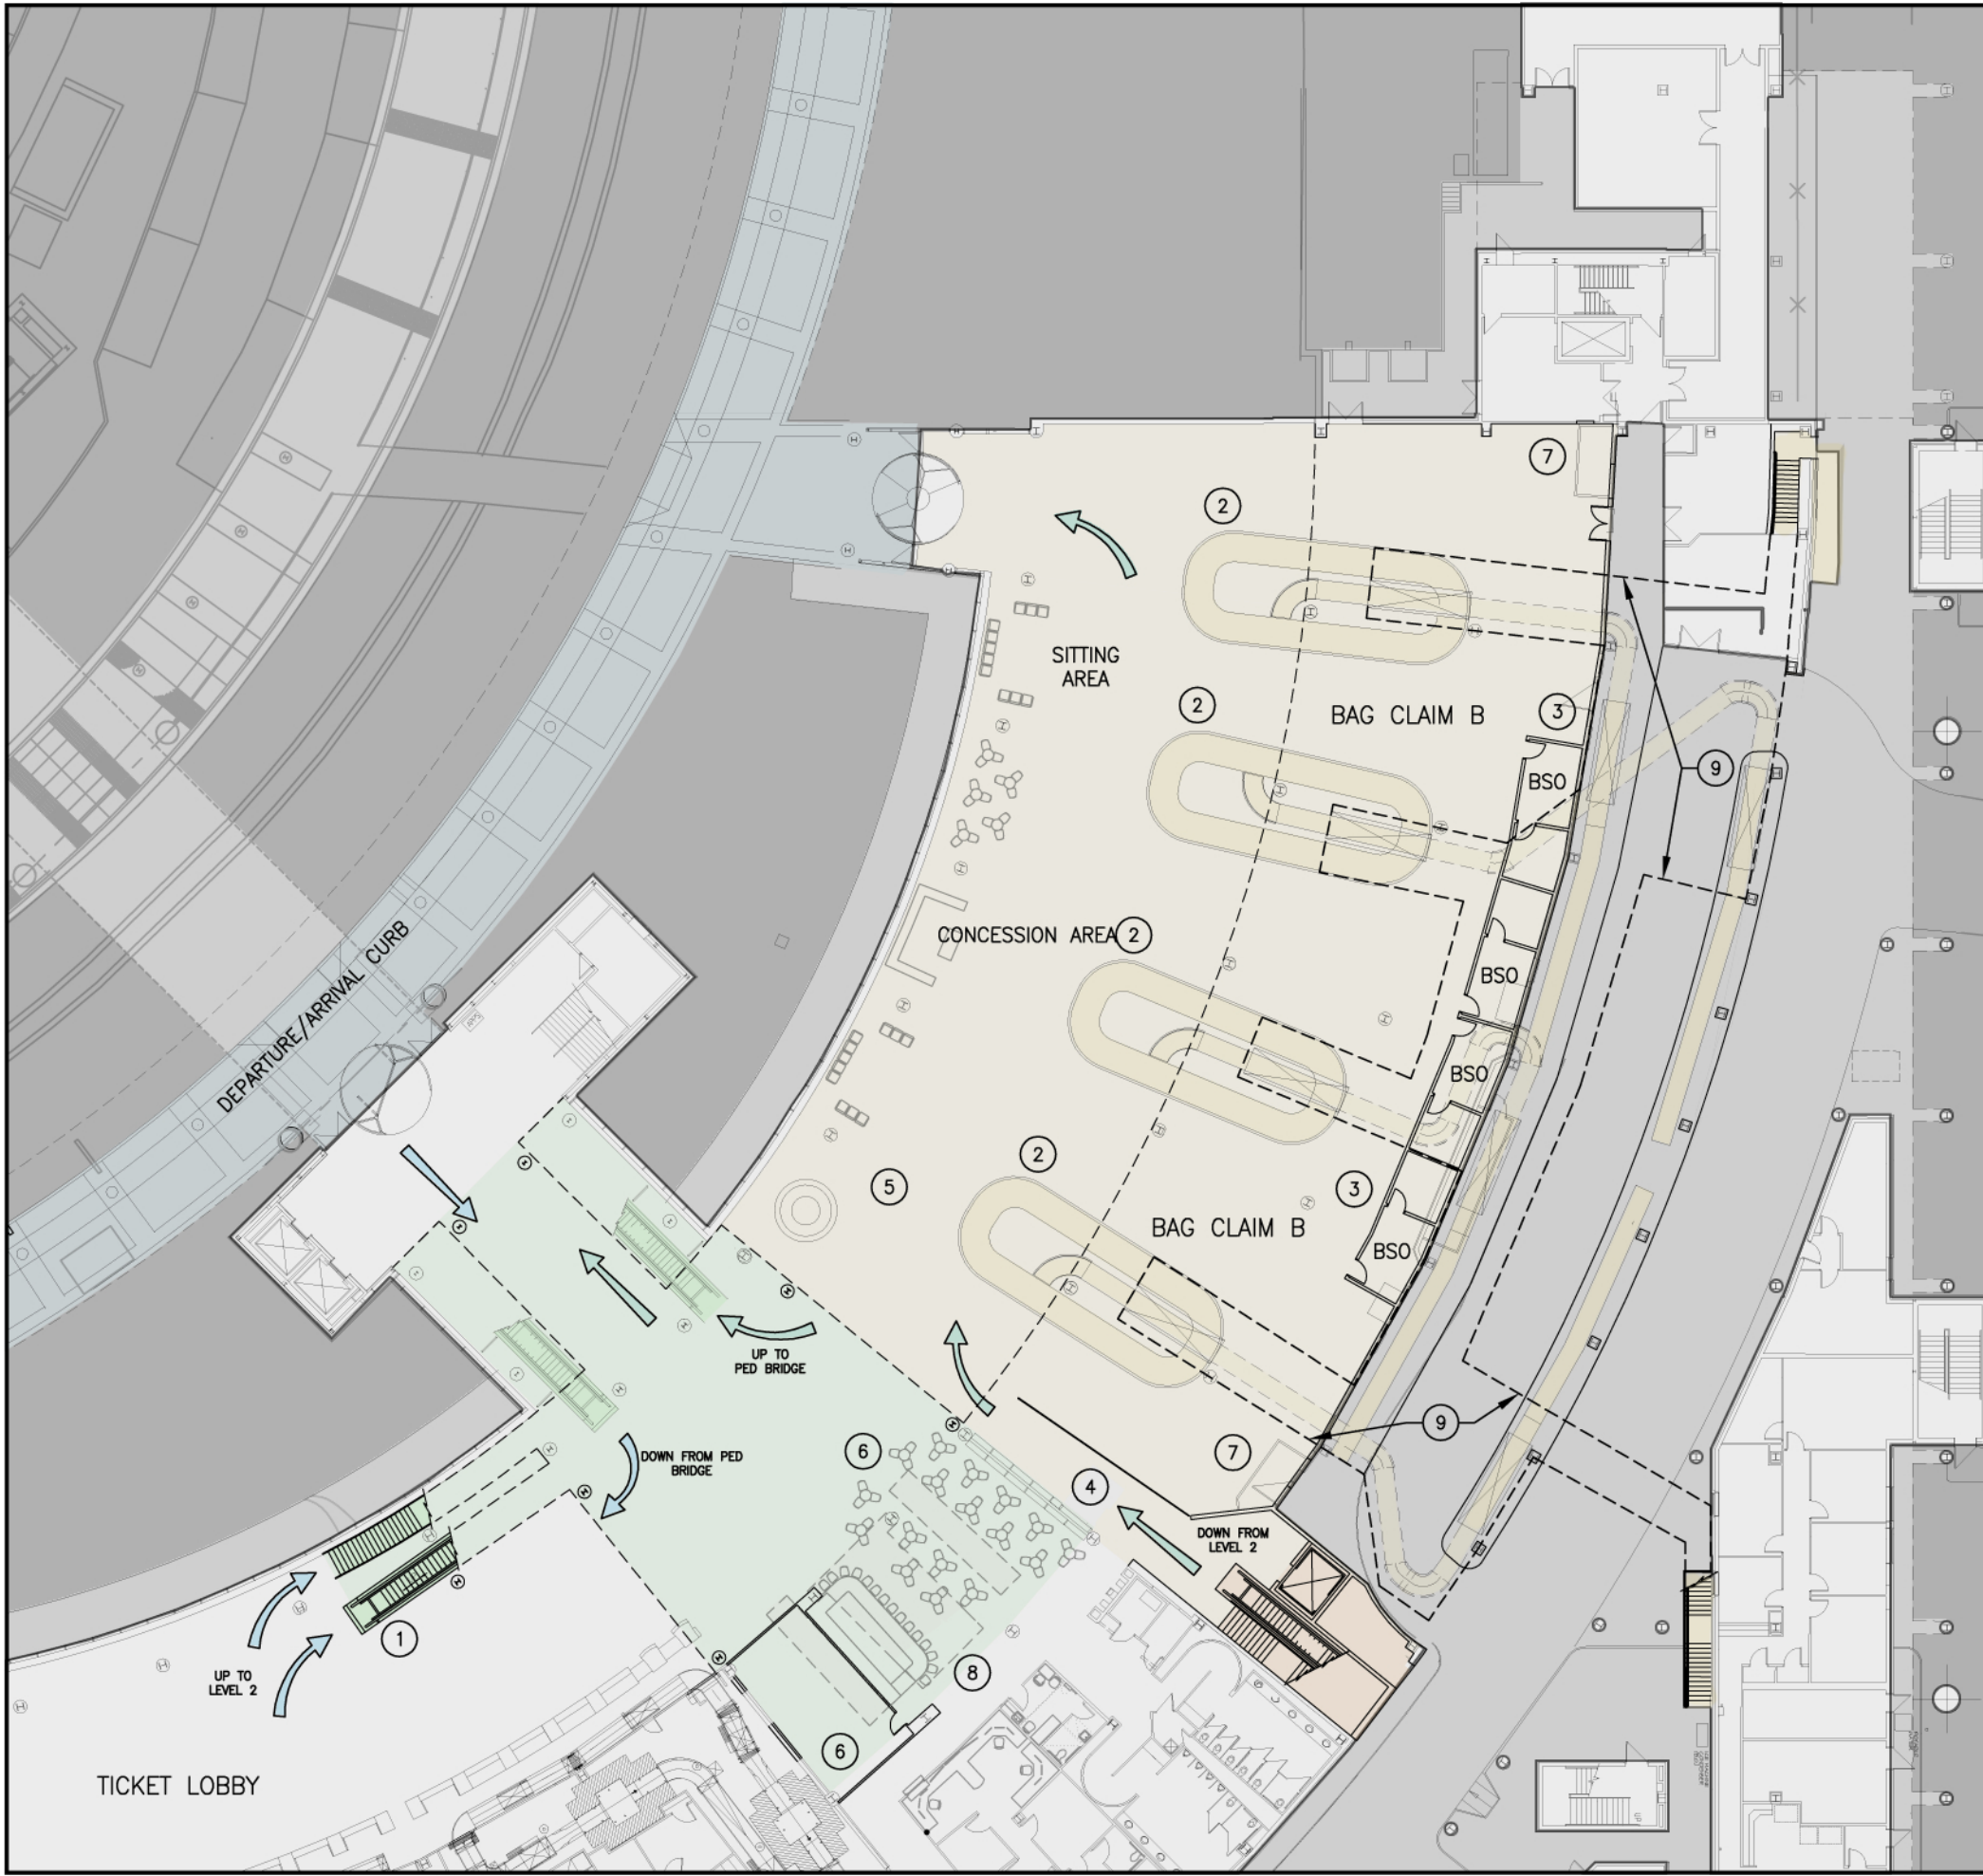 7
2
SITTING
AREA
2
BAG CLAIM B
3
9
BSO
CONCESSION AREA
2
BSO
DEPARTURE/ARRIVAL CURB
BSO
2
5
3
BAG CLAIM B
BSO
UP TO
PED BRIDGE
9
6
7
DOWN FROM PED
BRIDGE
4
DOWN FROM
LEVEL 2
1
UP TO
LEVEL 2
8
6
TICKET LOBBY